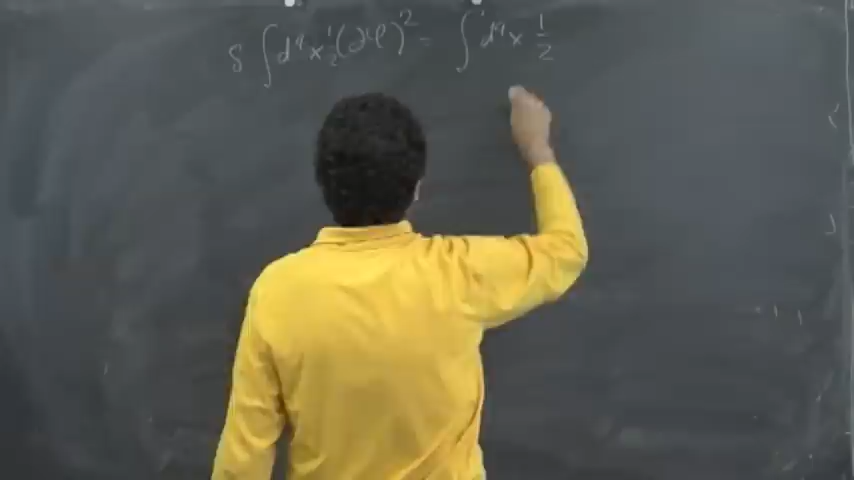 δ ∫ d⁴x ½ (∂φ)² = ∫ d⁴x ½